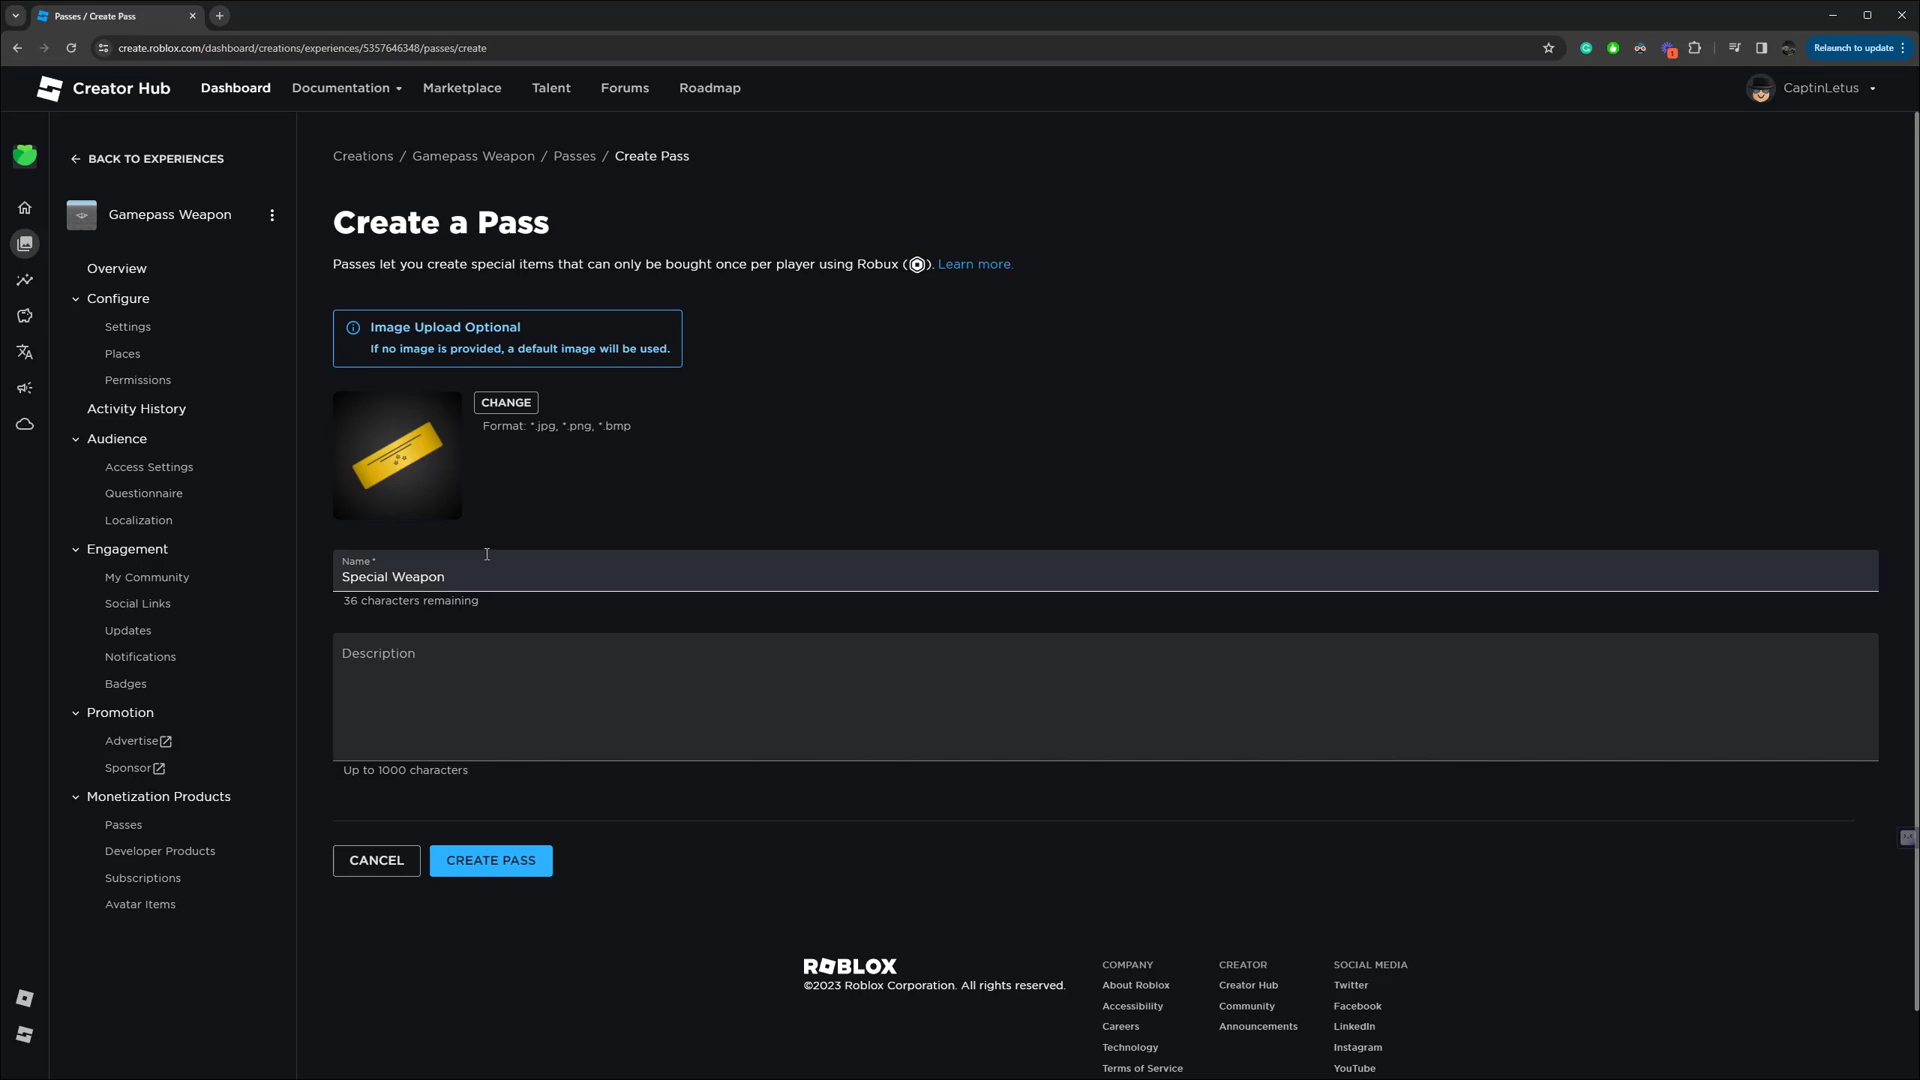 Passes / Create Pass
create.roblox.com/dashboard/creations/experiences/5357646348/passes/create
1
Relaunch to update
Creator Hub
Dashboard
Documentation
Marketplace
Talent
Forums
Roadmap
CaptinLetus
BACK TO EXPERIENCES
Gamepass Weapon
Overview
Configure
Settings
Places
Permissions
Activity History
Audience
Access Settings
Questionnaire
Localization
Engagement
My Community
Social Links
Updates
Notifications
Badges
Promotion
Advertise
Sponsor
Monetization Products
Passes
Developer Products
Subscriptions
Avatar Items
Creations / Gamepass Weapon / Passes / Create Pass
Create a Pass
Passes let you create special items that can only be bought once per player using Robux (). Learn more.
Image Upload Optional
If no image is provided, a default image will be used.
CHANGE
Format: *.jpg, *.png, *.bmp
Name*
Special Weapon
36 characters remaining
Description
Up to 1000 characters
CANCEL
CREATE PASS
ROBLOX
©2023 Roblox Corporation. All rights reserved.
COMPANY
About Roblox
Accessibility
Careers
Technology
Terms of Service
CREATOR
Creator Hub
Community
Announcements
SOCIAL MEDIA
Twitter
Facebook
LinkedIn
Instagram
YouTube